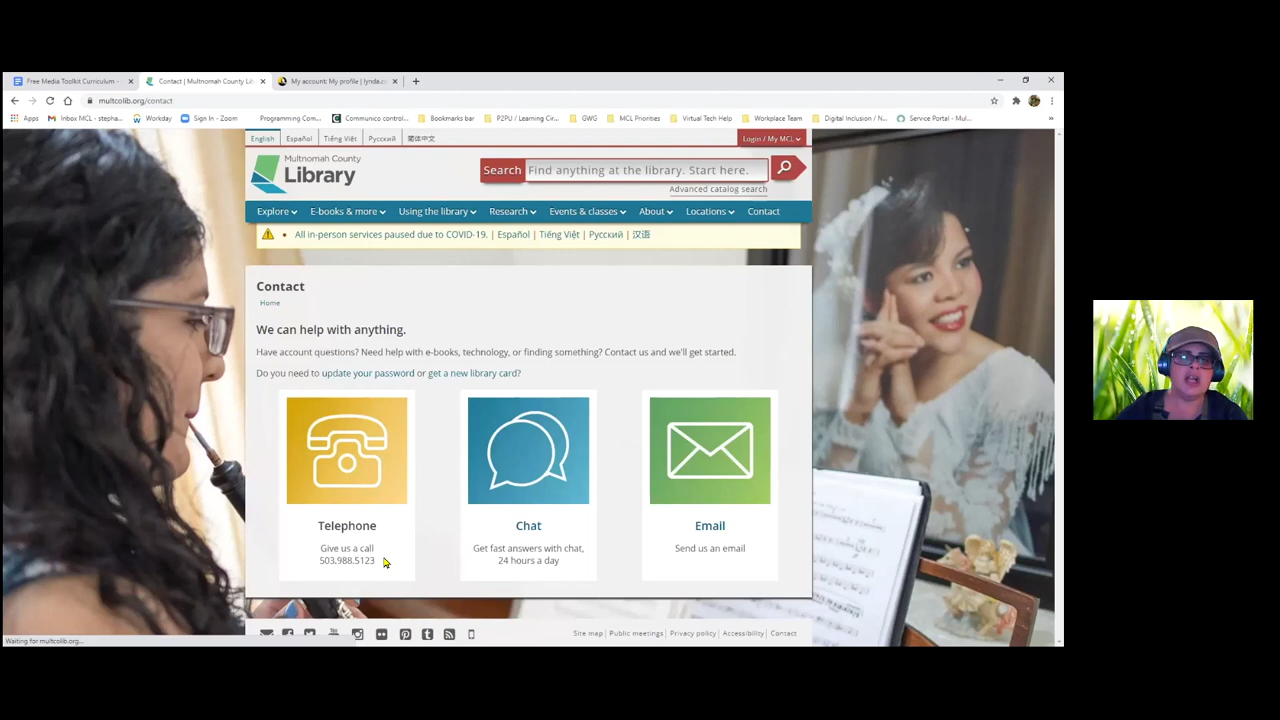 Free Media Toolkit Curriculum -
Contact | Multnomah County Lib
My account: My profile | lynda.c
multcolib.org/contact
Apps
Inbox MCL - stepha...
Workday
Sign In - Zoom
Programming Com...
Communico control...
Bookmarks bar
P2PU / Learning Cir...
GWG
MCL Priorities
Virtual Tech Help
Workplace Team
Digital Inclusion / N...
Service Portal - Mul...
English
Español
Tiếng Việt
Русский
简体中文
Login / My MCL
Multnomah County
Library
Search
Find anything at the library. Start here.
Advanced catalog search
Explore
E-books & more
Using the library
Research
Events & classes
About
Locations
Contact
All in-person services paused due to COVID-19. | Español | Tiếng Việt | Русский | 汉语
Contact
Home
We can help with anything.
Have account questions? Need help with e-books, technology, or finding something? Contact us and we'll get started.
Do you need to update your password or get a new library card?
Telephone
Give us a call
503.988.5123
Chat
Get fast answers with chat,
24 hours a day
Email
Send us an email
Site map | Public meetings | Privacy policy | Accessibility | Contact
Waiting for multcolib.org...